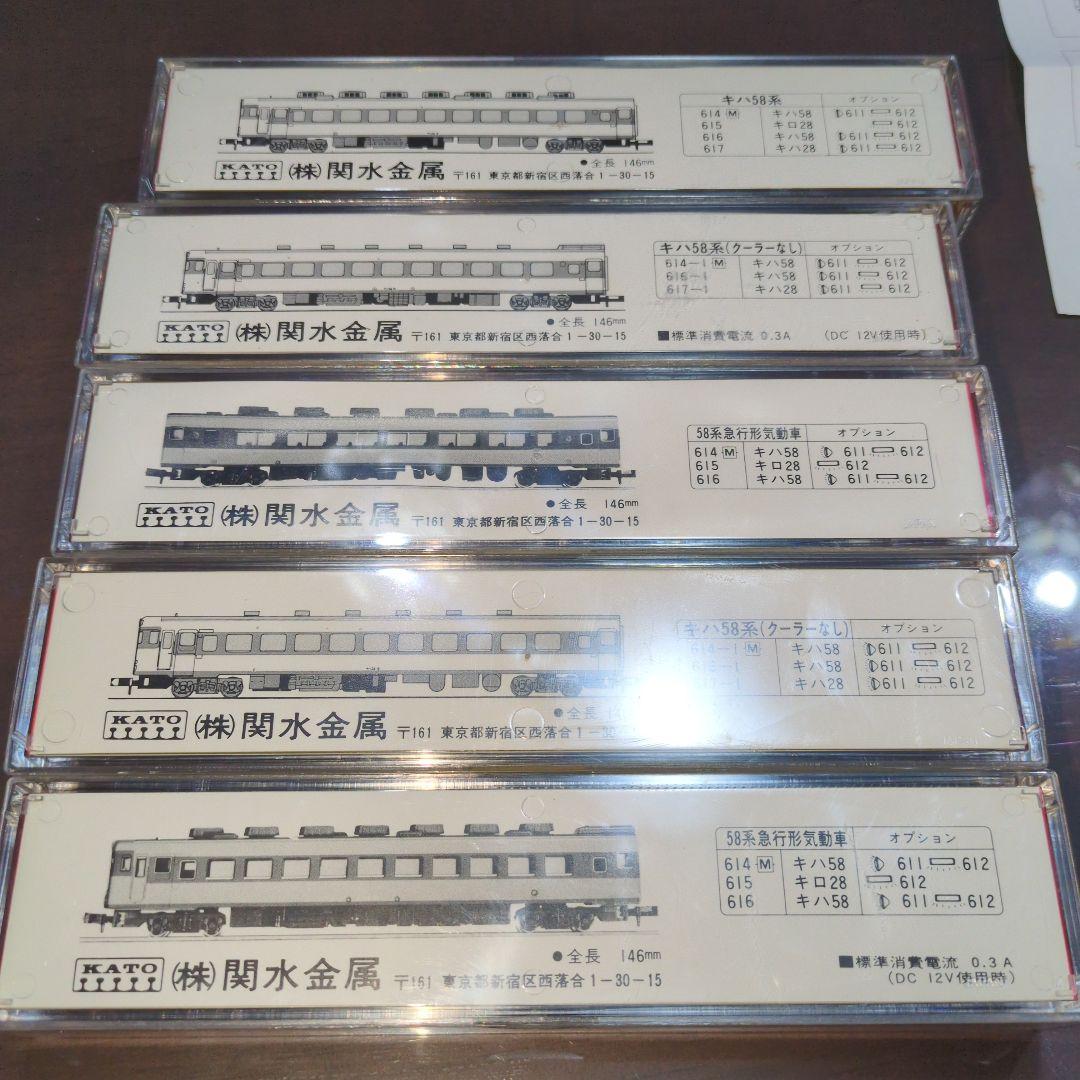 キハ58系 オプション
614 M キハ58 611 612
615 キロ28 612
616 キハ58 611 612
617 キハ28 611 612
●全長 146mm
KATO ㈱関水金属 〒161 東京都新宿区西落合1-30-15
キハ58系(クーラーなし) オプション
614-1 M キハ58 611 612
616-1 キハ58 611 612
617-1 キハ28 611 612
●全長 146mm
KATO ㈱関水金属 〒161 東京都新宿区西落合1-30-15 ■標準消費電流 0.3A (DC 12V使用時)
58系急行形気動車 オプション
614 M キハ58 611 612
615 キロ28 612
616 キハ58 611 612
●全長 146mm
KATO ㈱関水金属 〒161 東京都新宿区西落合1-30-15
キハ58系(クーラーなし) オプション
614-1 M キハ58 611 612
キハ58 611 612
キハ28 611 612
●全長
KATO ㈱関水金属 〒161 東京都新宿区西落合1-
58系急行形気動車 オプション
614 M キハ58 611 612
615 キロ28 612
616 キハ58 611 612
●全長 146mm
KATO ㈱関水金属 〒161 東京都新宿区西落合1-30-15
■標準消費電流 0.3A
(DC 12V使用時)